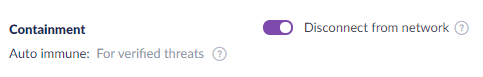 Containment
Disconnect from network ?
Auto immune: For verified threats ?